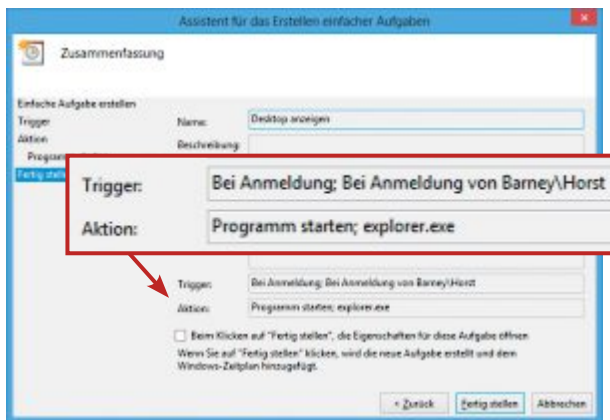 Assistent für das Erstellen einfacher Aufgaben
Zusammenfassung
Einfache Aufgabe erstellen
Trigger
Aktion
Fertig
Name:
Desktop anzeigen
Beschreibung
Trigger:
Bei Anmeldung; Bei Anmeldung von Barney\Horst
Aktion:
Programm starten; explorer.exe
Trigger:
Bei Anmeldung; Bei Anmeldung von Barney\Horst
Aktion:
Programm starten; explorer.exe
Beim Klicken auf "Fertig stellen", die Eigenschaften für diese Aufgabe öffnen
Wenn Sie auf "Fertig stellen" klicken, wird die neue Aufgabe erstellt und dem
Windows-Zeitplan hinzugefügt.
< Zurück
Fertig stellen
Abbrechen